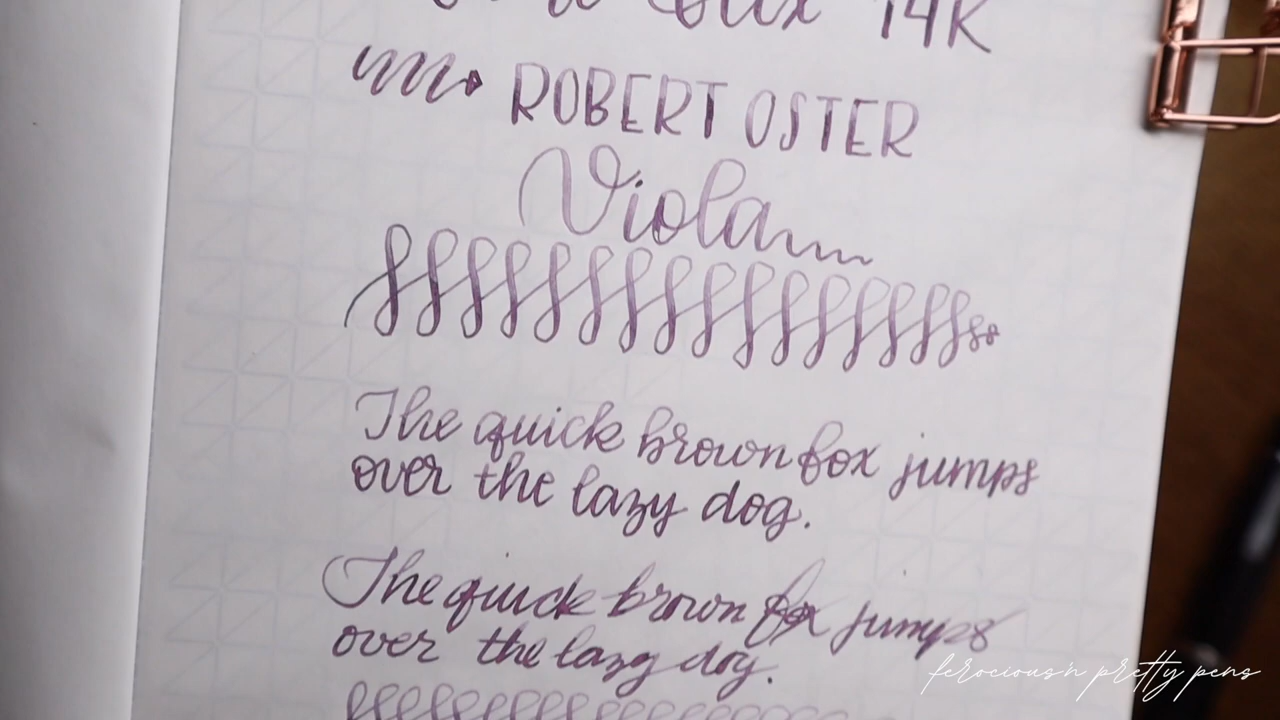 14K
ROBERT OSTER
Viola
The quick brown fox jumps
over the lazy dog.
The quick brown fox jumps
over the lazy dog.
ferocious'n pretty pens